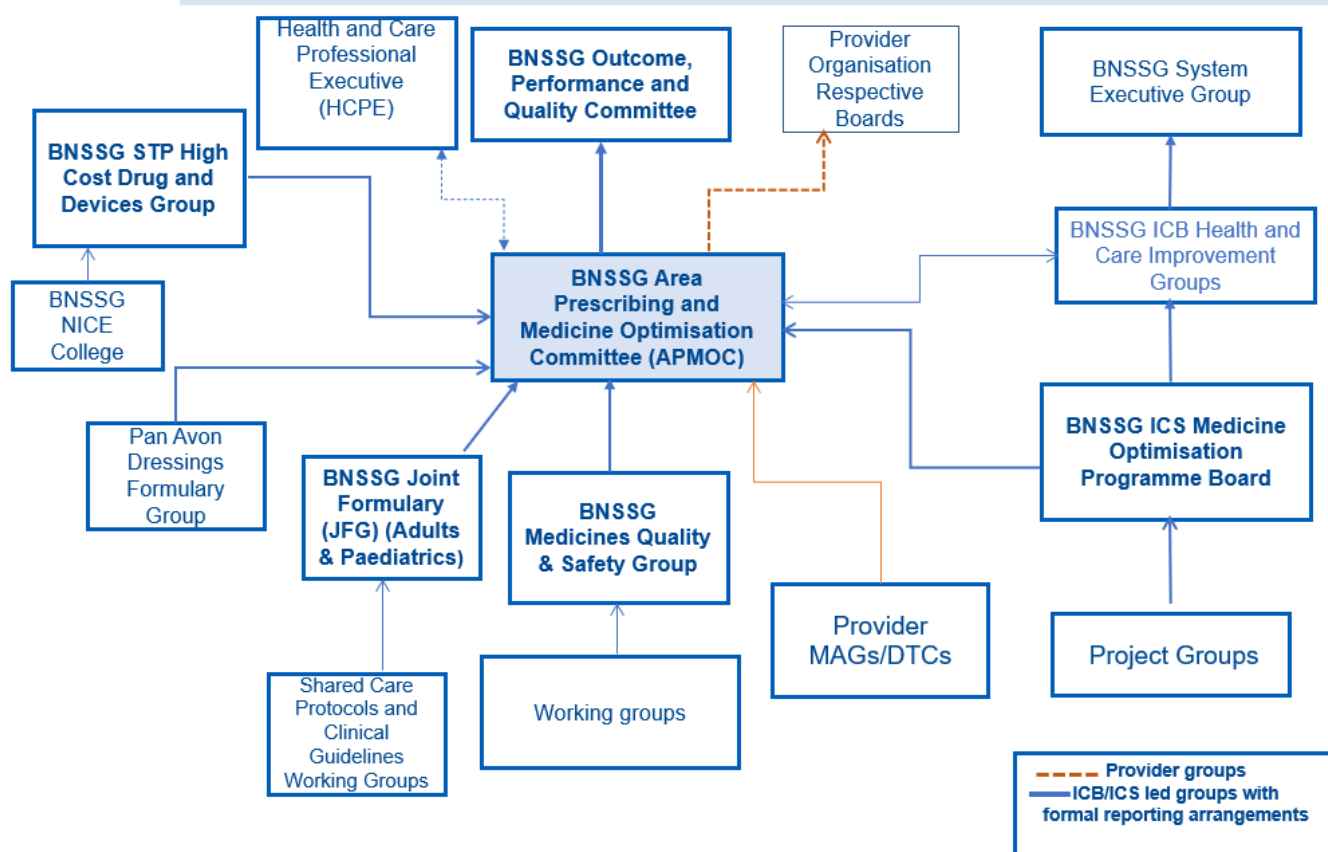 Health and Care
Professional
Executive
(HCPE)
BNSSG Outcome,
Performance and
Quality Committee
Provider
Organisation
Respective
Boards
BNSSG System
Executive Group
BNSSG STP High
Cost Drug and
Devices Group
BNSSG ICB Health and
Care Improvement
Groups
BNSSG
NICE
College
BNSSG Area
Prescribing and
Medicine Optimisation
Committee (APMOC)
Pan Avon
Dressings
Formulary
Group
BNSSG Joint
Formulary
(JFG) (Adults
& Paediatrics)
BNSSG
Medicines Quality
& Safety Group
BNSSG ICS Medicine
Optimisation
Programme Board
Provider
MAGs/DTCs
Project Groups
Shared Care
Protocols and
Clinical
Guidelines
Working Groups
Working groups
Provider groups
ICB/ICS led groups with
formal reporting arrangements